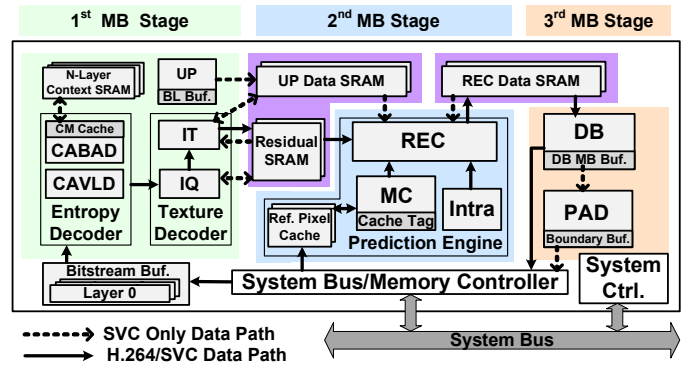 1st MB Stage
2nd MB Stage
3rd MB Stage
N-Layer
Context SRAM
UP
BL Buf.
UP Data SRAM
REC Data SRAM
CM Cache
CABAD
CAVLD
Entropy
Decoder
IT
IQ
Texture
Decoder
Residual
SRAM
REC
MC
Cache Tag
Intra
Ref. Pixel
Cache
Prediction Engine
DB
DB MB Buf.
PAD
Boundary Buf.
Bitstream Buf.
Layer 0
System Bus/Memory Controller
System
Ctrl.
SVC Only Data Path
H.264/SVC Data Path
System Bus